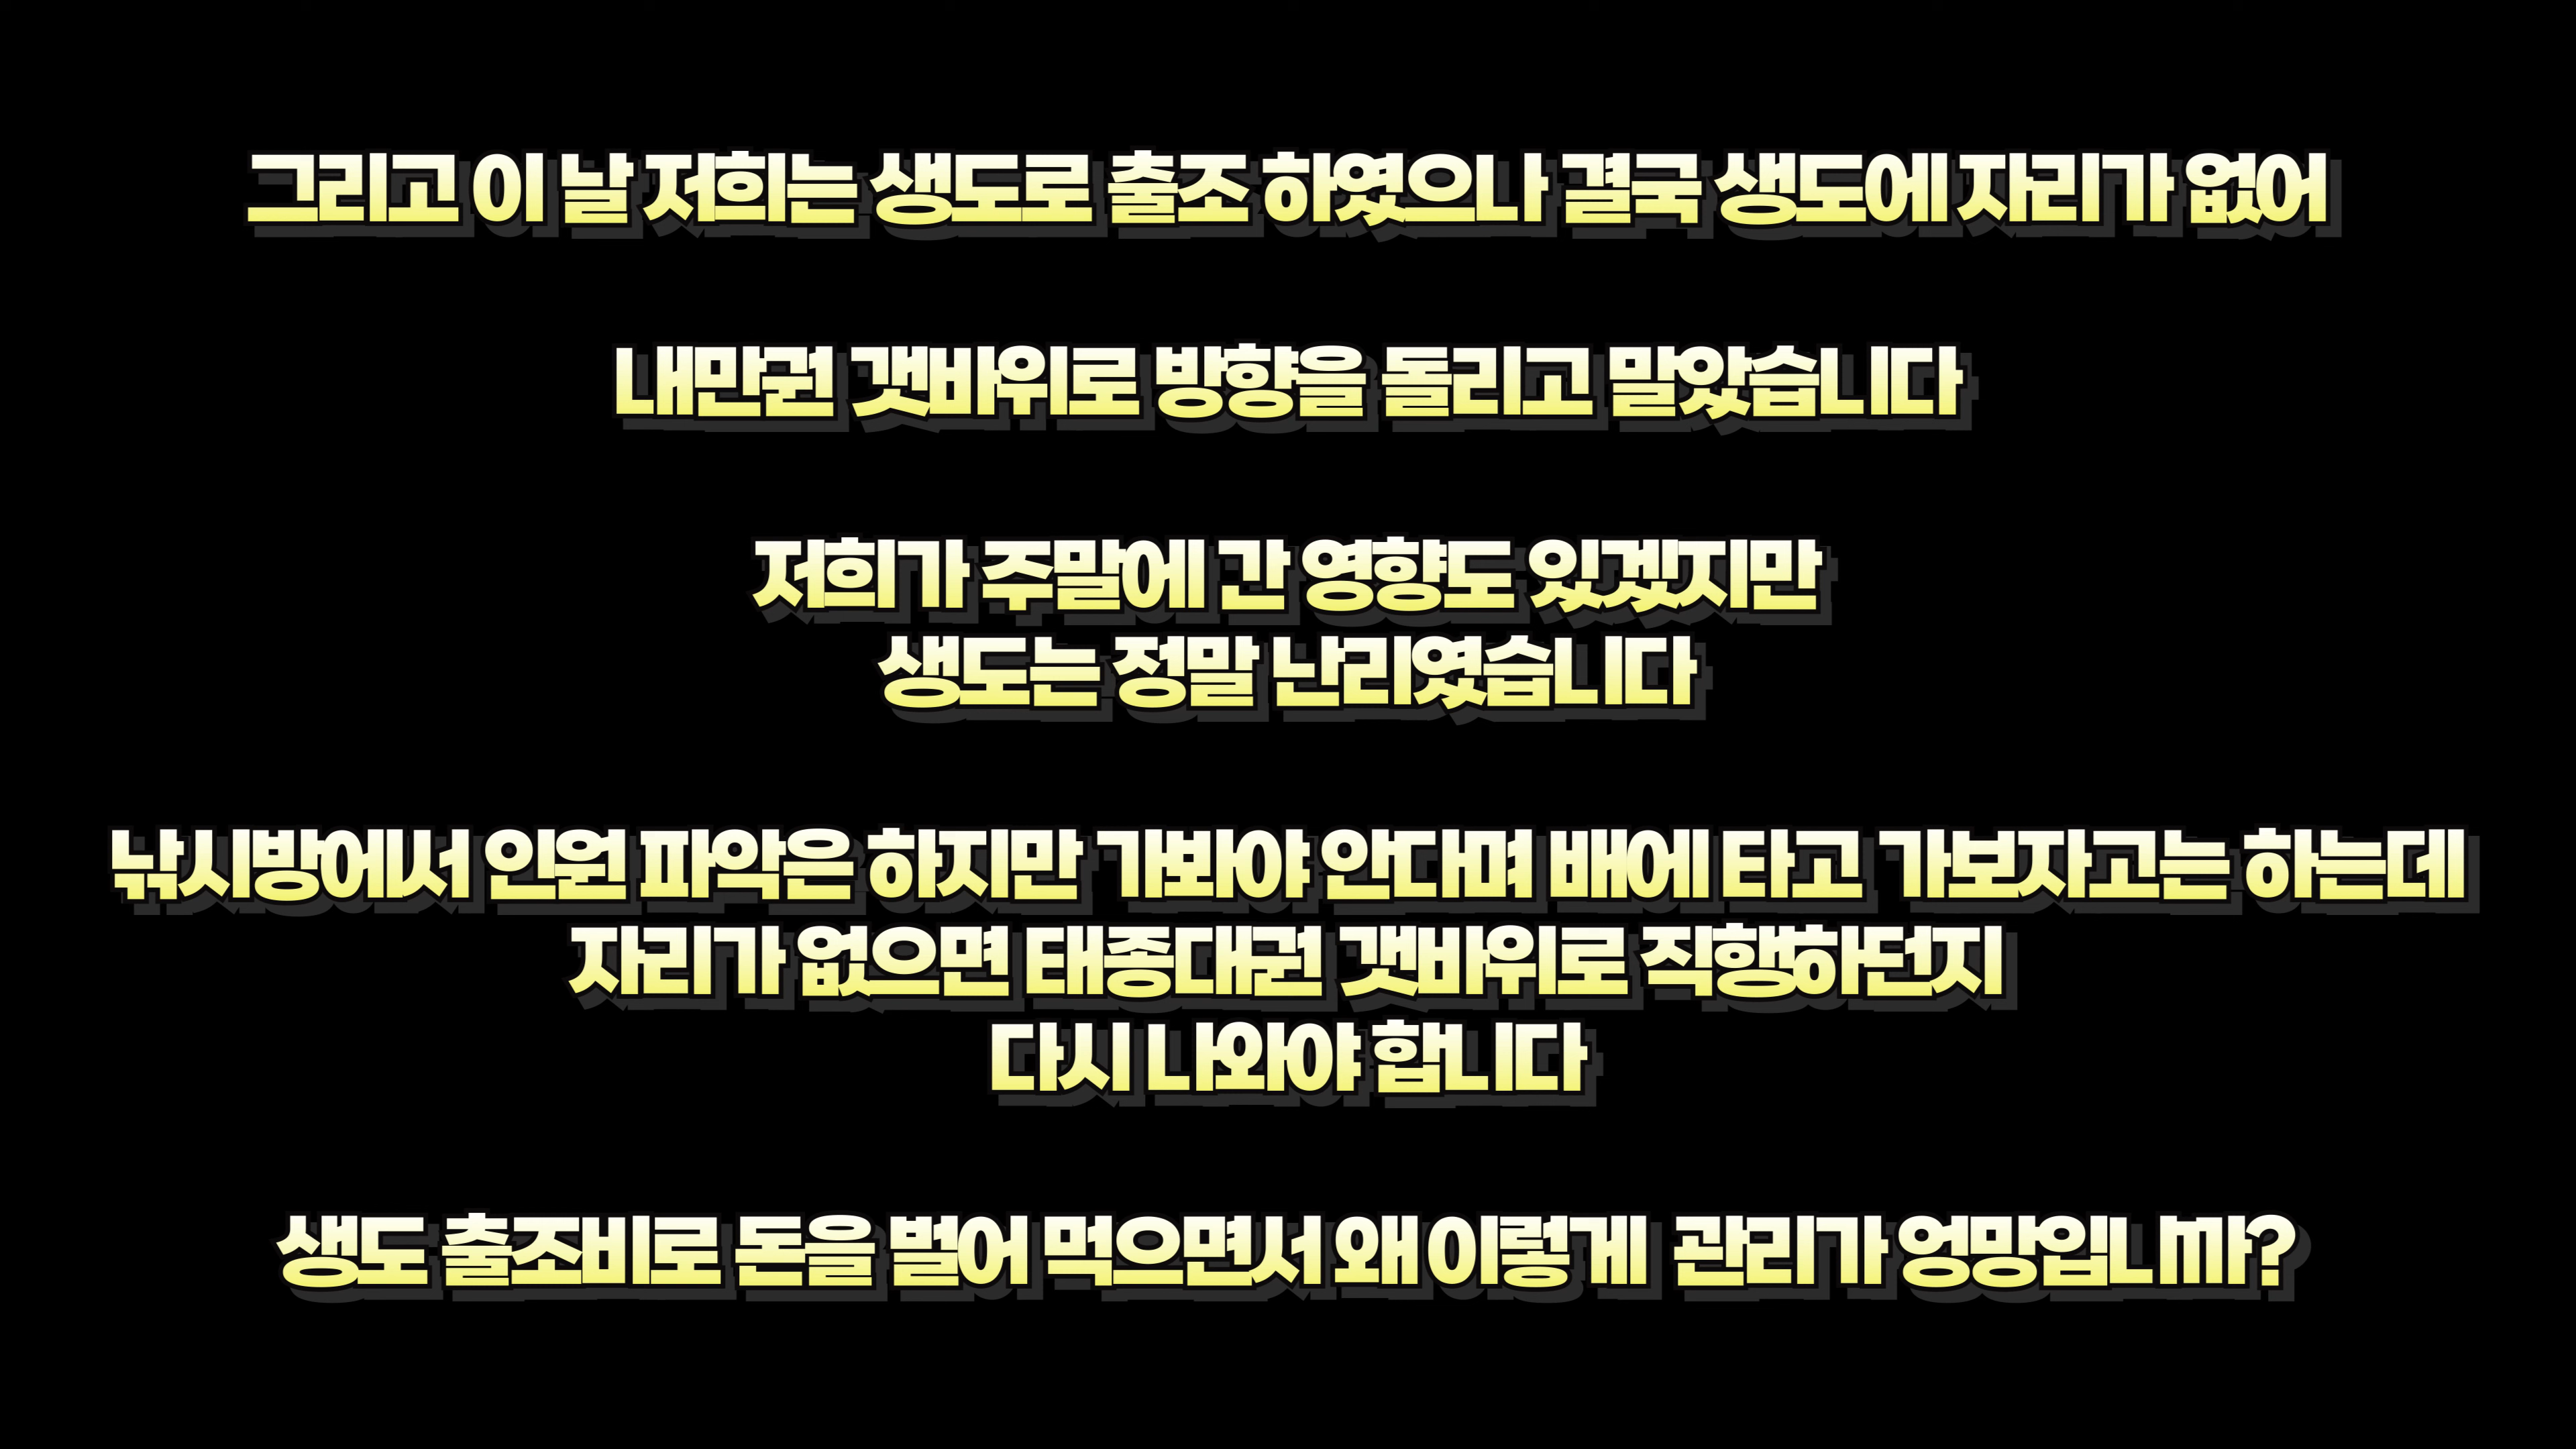 그리고 이 날 저희는 생도로 출조 하였으나 결국 생도에 자리가 없어
내만권 갯바위로 방향을 돌리고 말았습니다
저희가 주말에 간 영향도 있겠지만
생도는 정말 난리였습니다
낚시방에서 인원 파악은 하지만 가봐야 안다며 배에 타고 가보자고는 하는데
자리가 없으면 태종대권 갯바위로 직행하던지
다시 나와야 합니다
생도 출조비로 돈을 벌어 먹으면서 왜 이렇게 관리가 엉망입니까?